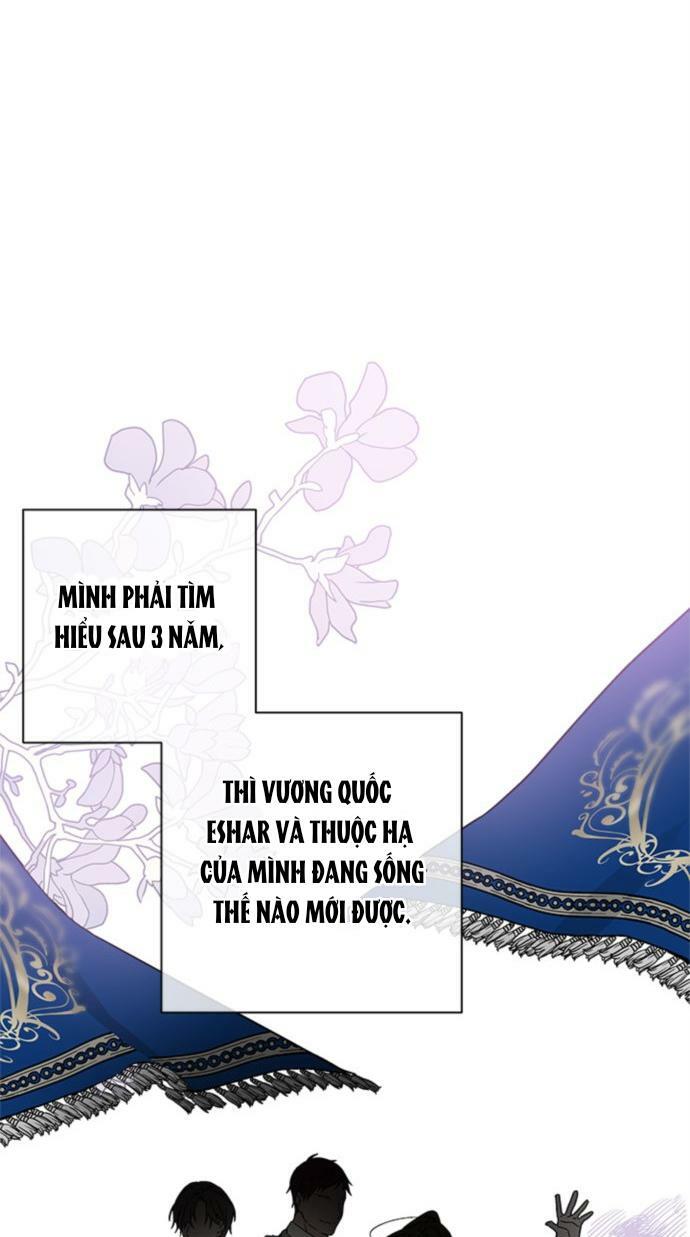 MÌNH PHẢI TÌM
HIỂU SAU 3 NĂM,
THÌ VƯƠNG QUỐC
ESHAR VÀ THUỘC HẠ
CỦA MÌNH ĐANG SỐNG
THẾ NÀO MỚI ĐƯỢC.